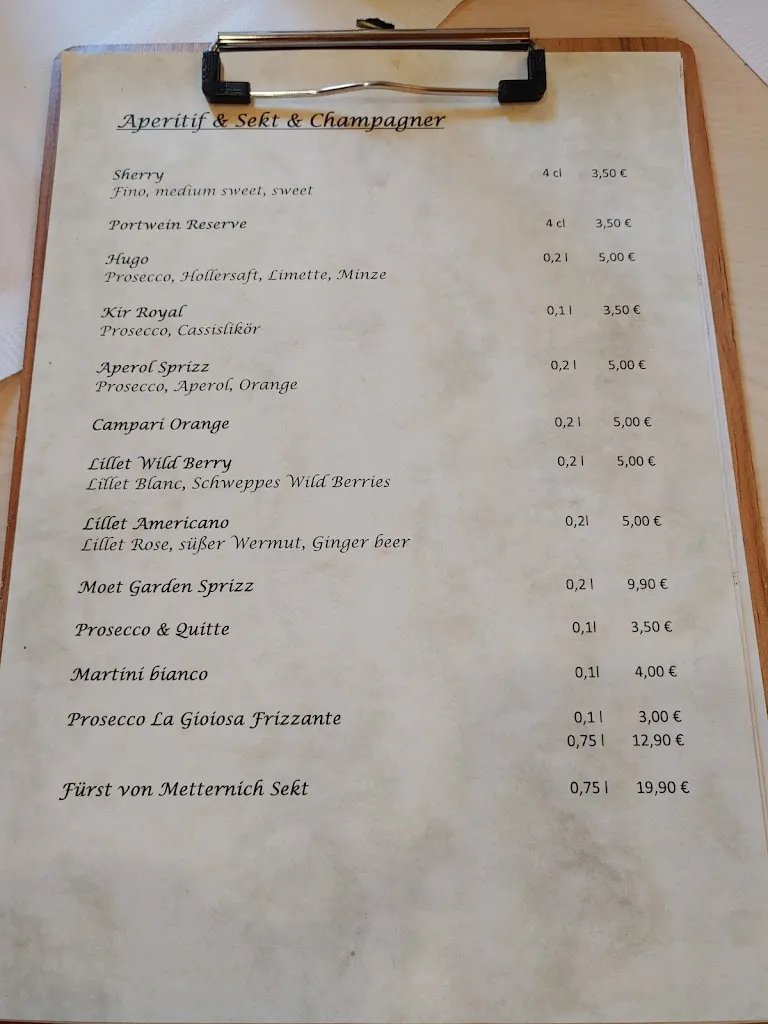 Aperitif & Sekt & Champagner
Sherry 4 cl 3,50 €
Fino, medium sweet, sweet
Portwein Reserve 4 cl 3,50 €
Hugo 0,2 l 5,00 €
Prosecco, Hollersaft, Limette, Minze
Kir Royal 0,1 l 3,50 €
Prosecco, Cassislikör
Aperol Sprizz 0,2 l 5,00 €
Prosecco, Aperol, Orange
Campari Orange 0,2 l 5,00 €
Lillet Wild Berry 0,2 l 5,00 €
Lillet Blanc, Schweppes Wild Berries
Lillet Americano 0,2l 5,00 €
Lillet Rose, süßer Wermut, Ginger beer
Moet Garden Sprizz 0,2 l 9,90 €
Prosecco & Quitte 0,1l 3,50 €
Martini bianco 0,1l 4,00 €
Prosecco La Gioiosa Frizzante 0,1 l 3,00 €
0,75 l 12,90 €
Fürst von Metternich Sekt 0,75 l 19,90 €